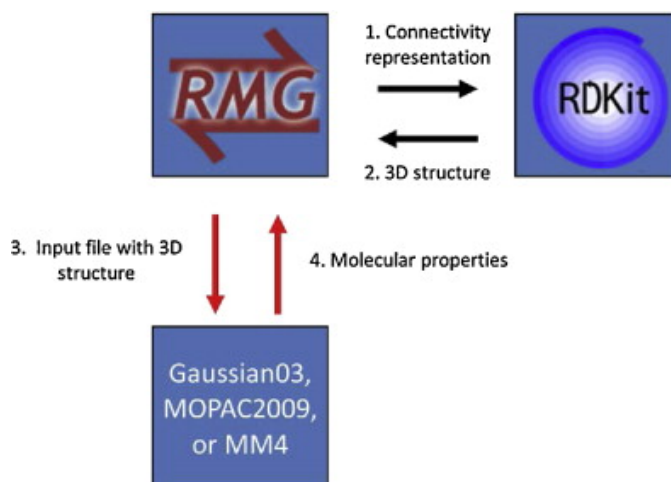 RMG
1. Connectivity
representation
RDKit
2. 3D structure
3. Input file with 3D
structure
4. Molecular properties
Gaussian03,
MOPAC2009,
or MM4